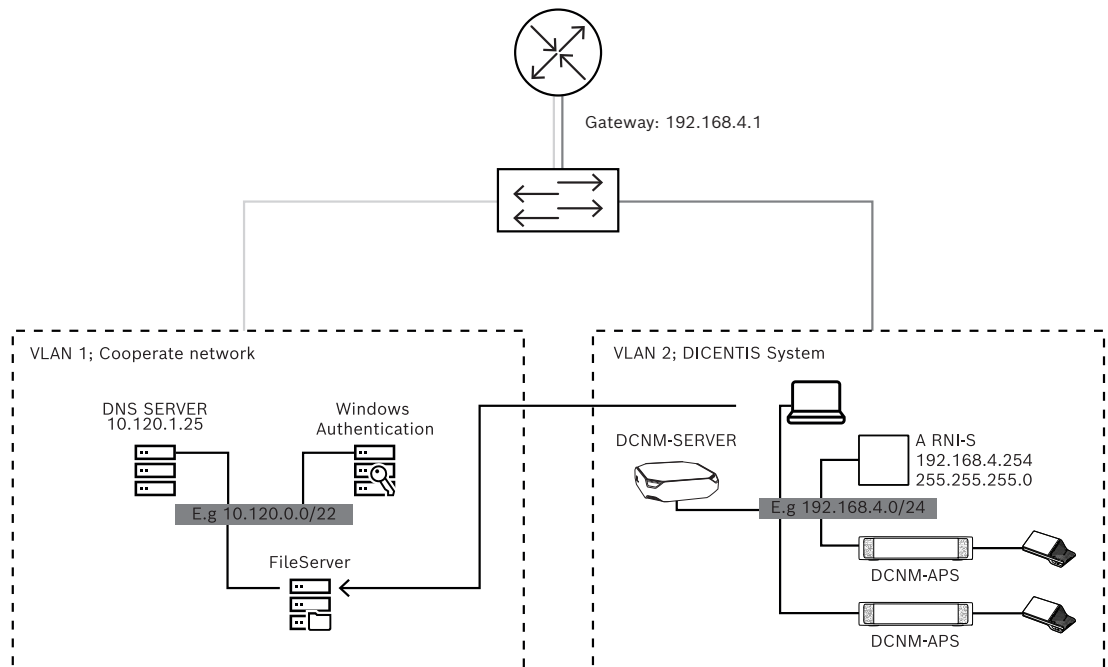 Gateway: 192.168.4.1
VLAN 1; Cooperate network
DNS SERVER
10.120.1.25
Windows
Authentication
E.g 10.120.0.0/22
FileServer
VLAN 2; DICENTIS System
DCNM-SERVER
A RNI-S
192.168.4.254
255.255.255.0
E.g 192.168.4.0/24
DCNM-APS
DCNM-APS